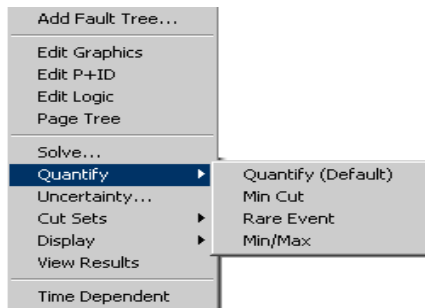 Add Fault Tree...
Edit Graphics
Edit P+ID
Edit Logic
Page Tree
Solve...
Quantify
Quantify (Default)
Uncertainty...
Min Cut
Cut Sets
Rare Event
Display
Min/Max
View Results
Time Dependent